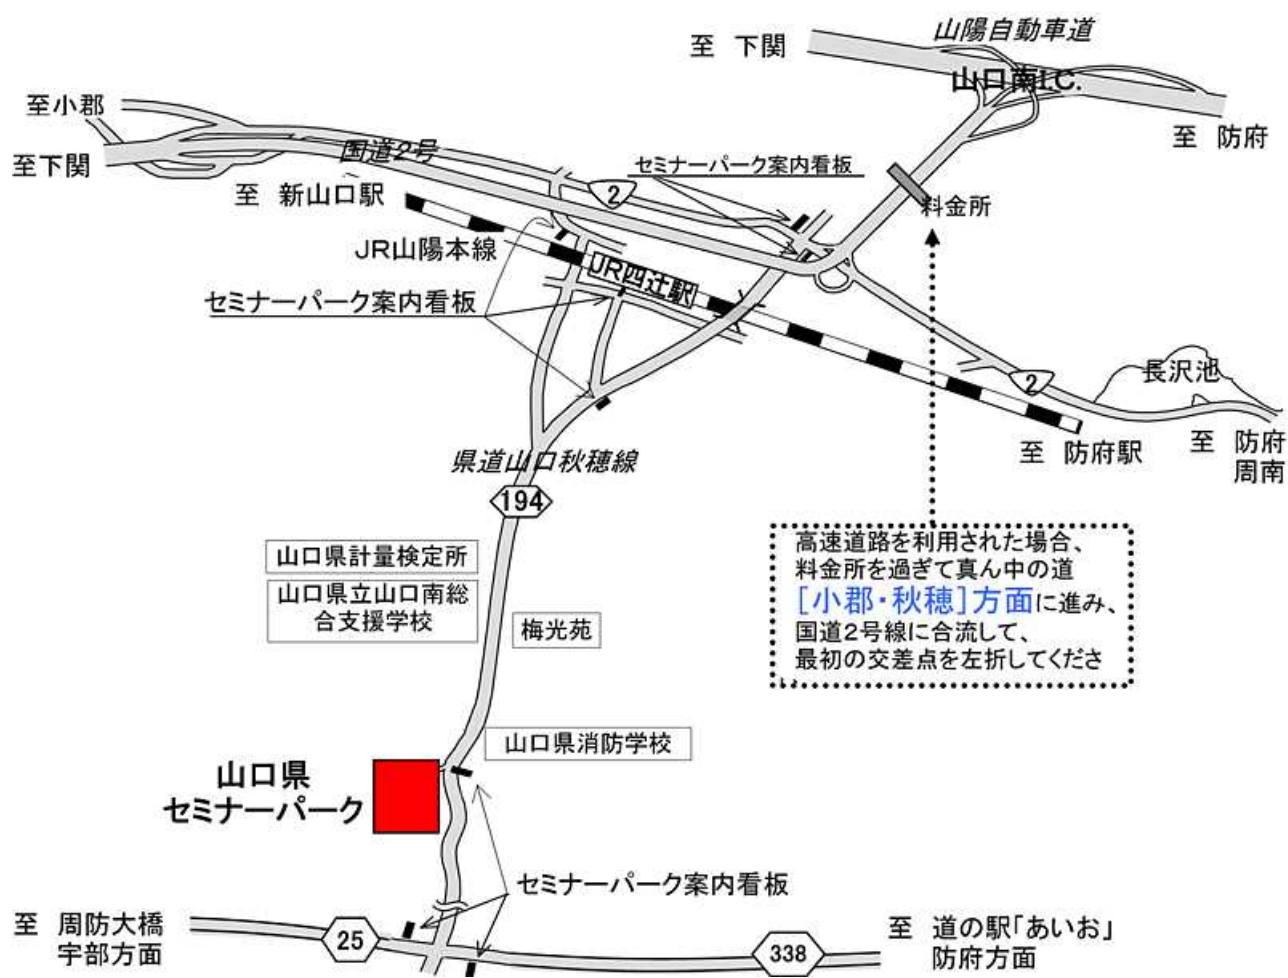 山陽自動車道
至 下関
山口南I.C.
至小郡
至 防府
国道2号
至下関
セミナーパーク案内看板
至 新山口駅
2
料金所
JR山陽本線
JR四辻駅
セミナーパーク案内看板
長沢池
2
至 防府駅
至 防府
周南
県道山口秋穂線
194
高速道路を利用された場合、
料金所を過ぎて真ん中の道
[小郡・秋穂]方面に進み、
国道2号線に合流して、
最初の交差点を左折してくださ
山口県計量検定所
山口県立山口南総
合支援学校
梅光苑
山口県消防学校
山口県
セミナーパーク
セミナーパーク案内看板
至 周防大橋
宇部方面
25
338
至 道の駅「あいお」
防府方面